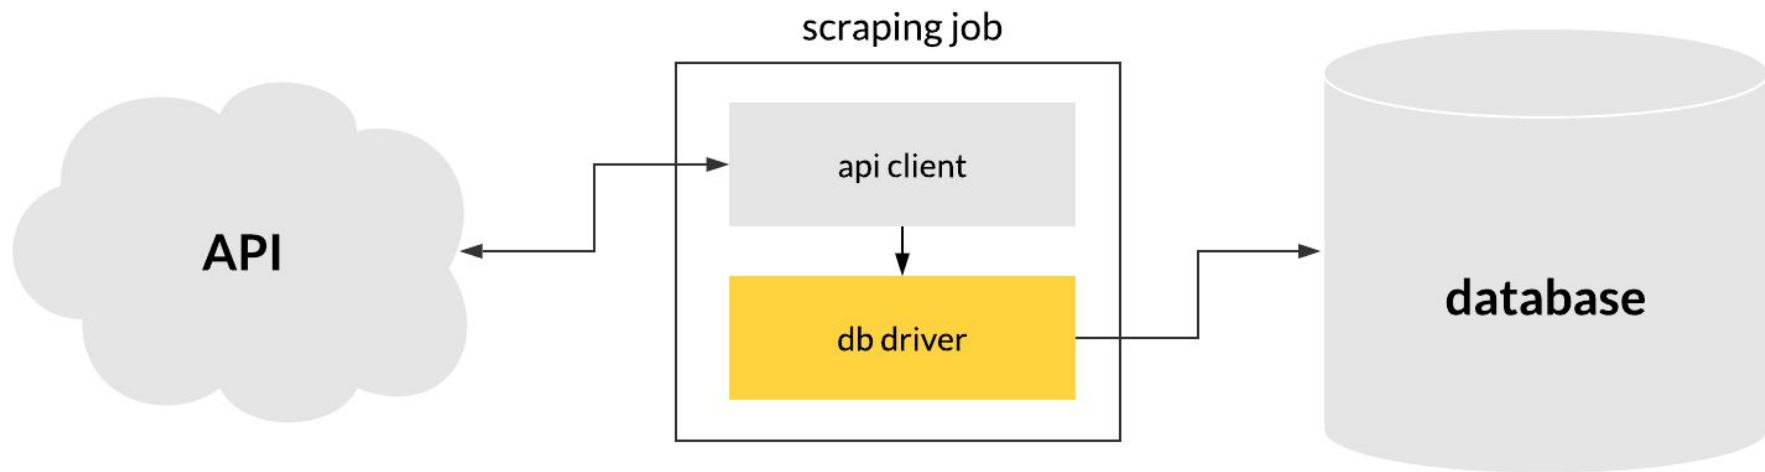 scraping job
API
api client
db driver
database